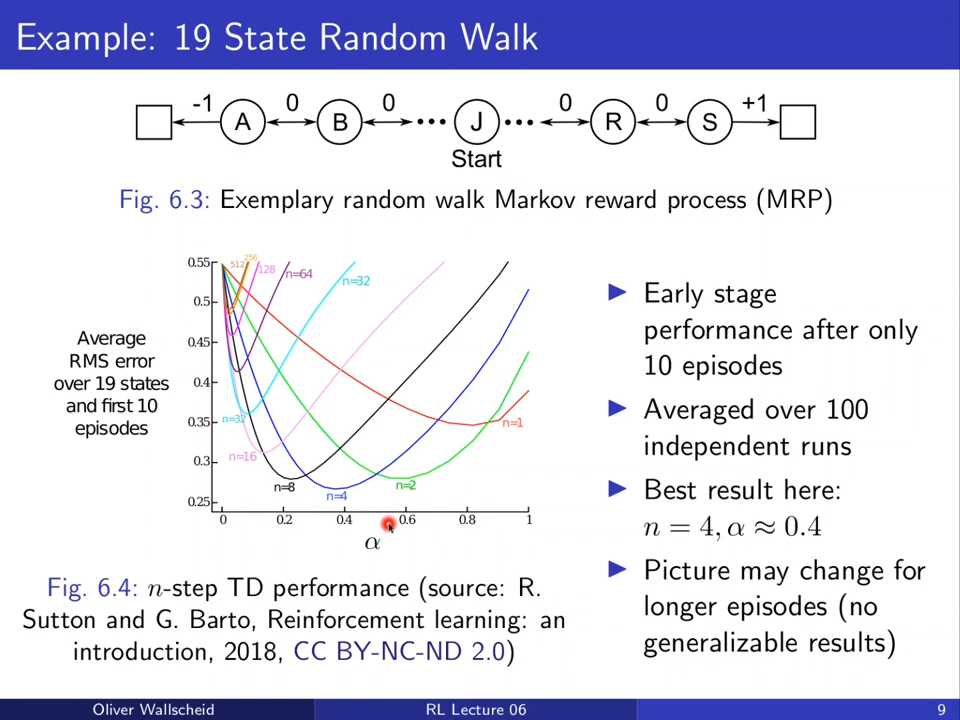 Example: 19 State Random Walk
-1 0 0 0 0 +1
A B J R S
Start
Fig. 6.3: Exemplary random walk Markov reward process (MRP)
Average
RMS error
over 19 states
and first 10
episodes
0.55
0.5
0.45
0.4
0.35
0.3
0.25
512
256
128
n=64
n=32
n=32
n=16
n=8
n=4
n=2
n=1
0 0.2 0.4 0.6 0.8 1
α
Fig. 6.4: n-step TD performance (source: R.
Sutton and G. Barto, Reinforcement learning: an
introduction, 2018, CC BY-NC-ND 2.0)
Early stage
performance after only
10 episodes
Averaged over 100
independent runs
Best result here:
n = 4, α ≈ 0.4
Picture may change for
longer episodes (no
generalizable results)
Oliver Wallscheid RL Lecture 06 9